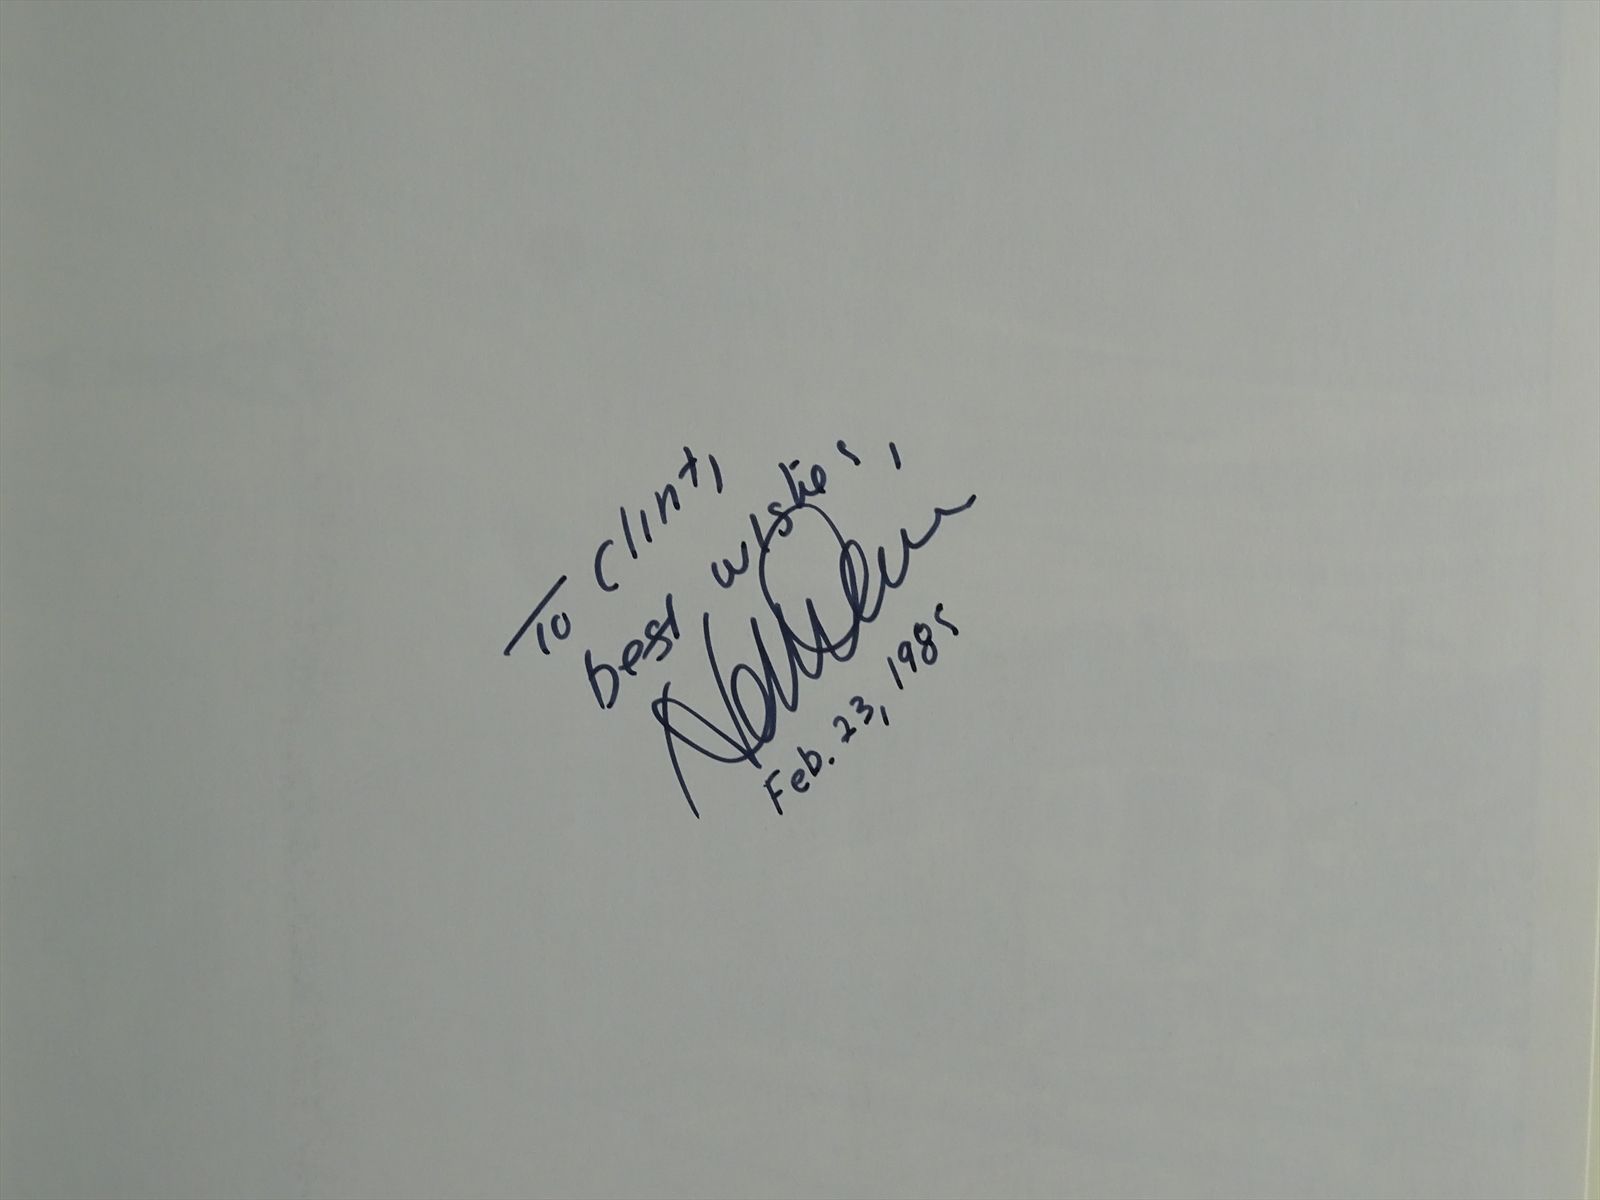 To Clint,
best wishes,
Feb. 23, 1985